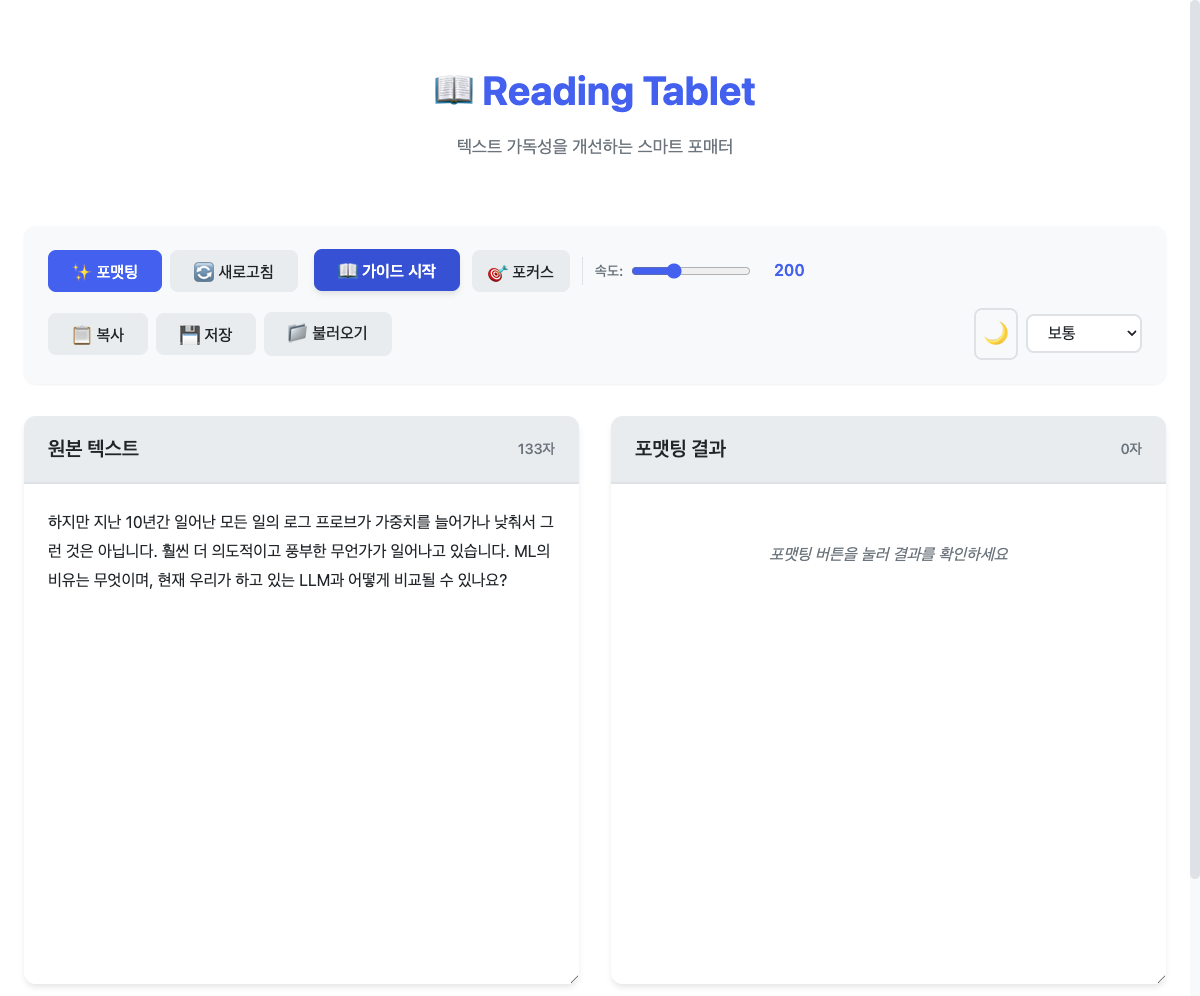 📖 Reading Tablet
텍스트 가독성을 개선하는 스마트 포매터
✨ 포맷팅
🔄 새로고침
📖 가이드 시작
🎯 포커스
속도:
200
📋 복사
💾 저장
📁 불러오기
🌙
보통
원본 텍스트
133자
하지만 지난 10년간 일어난 모든 일의 로그 프로브가 가중치를 늘어가나 낮춰서 그
런 것은 아닙니다. 훨씬 더 의도적이고 풍부한 무언가가 일어나고 있습니다. ML의
비유는 무엇이며, 현재 우리가 하고 있는 LLM과 어떻게 비교될 수 있나요?
포맷팅 결과
0자
포맷팅 버튼을 눌러 결과를 확인하세요